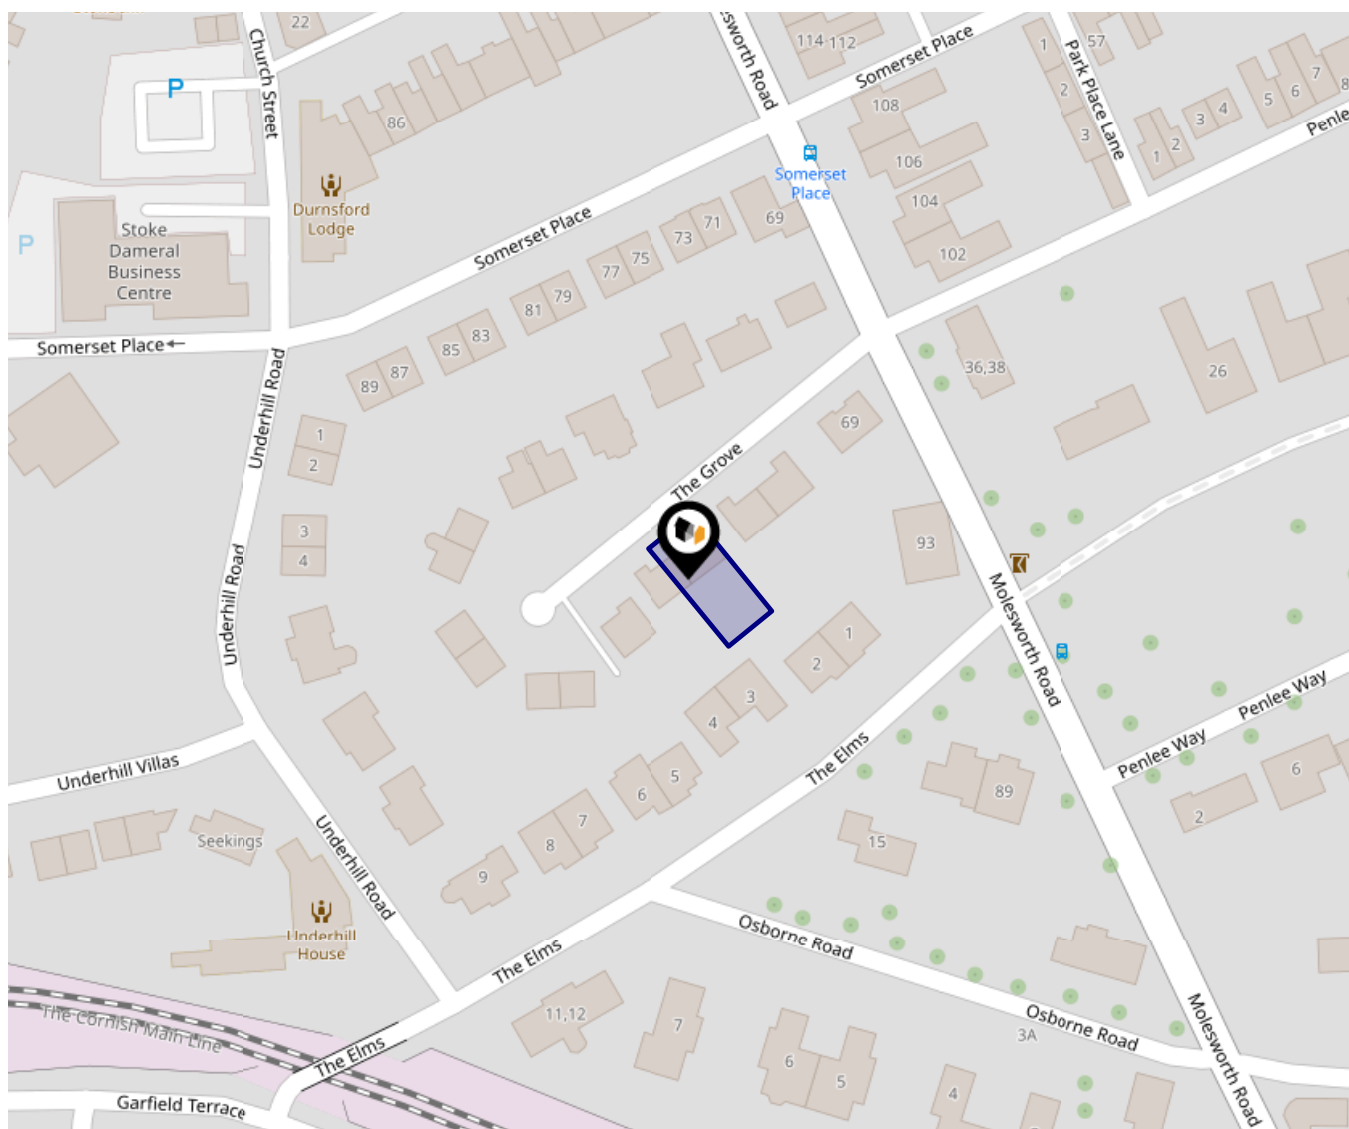 22
Church Street
P
86
Durnsford
Lodge
Stoke
Dameral
Business
Centre
P
Somerset Place
Somerset Place
Somerset Place
esworth Road
114
112
108
106
104
102
Somerset
Place
1
2
3
57
Park Place Lane
1
2
3
4
5
6
7
8
Penle
69
71
73
75
77
79
81
83
85
87
89
36,38
26
69
The Grove
93
Underhill Road
1
2
3
4
Underhill Road
Molesworth Road
1
2
3
4
5
6
7
8
9
The Elms
Penlee Way
Penlee Way
6
2
89
15
Underhill Villas
Seekings
Underhill Road
Underhill
House
The Elms
Osborne Road
Osborne Road
3A
11,12
7
6
5
4
Molesworth Road
The Cornish Main Line
The Elms
Garfield Terrace